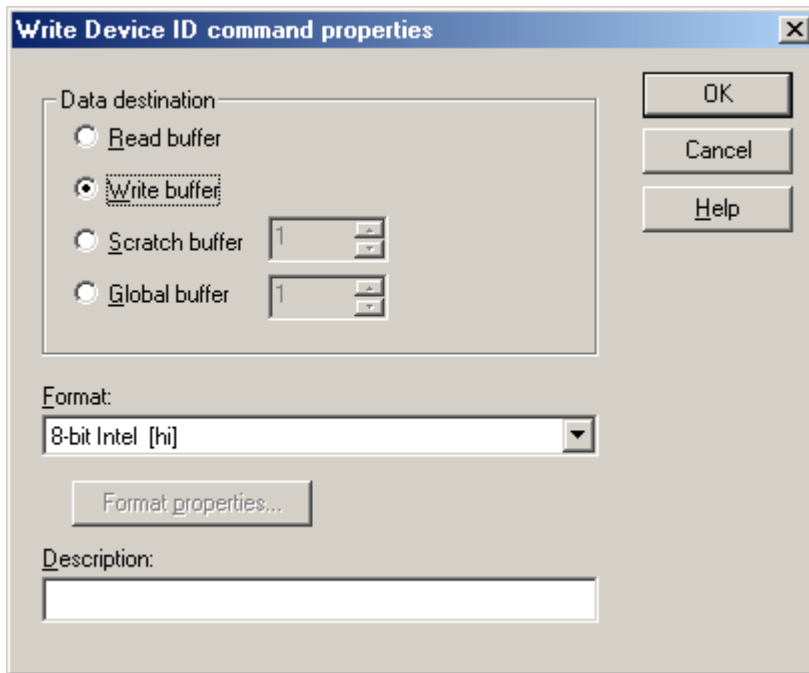 Write Device ID command properties
Data destination
Read buffer
Write buffer
Scratch buffer 1
Global buffer 1
OK
Cancel
Help
Format:
8-bit Intel [hi]
Format properties...
Description: